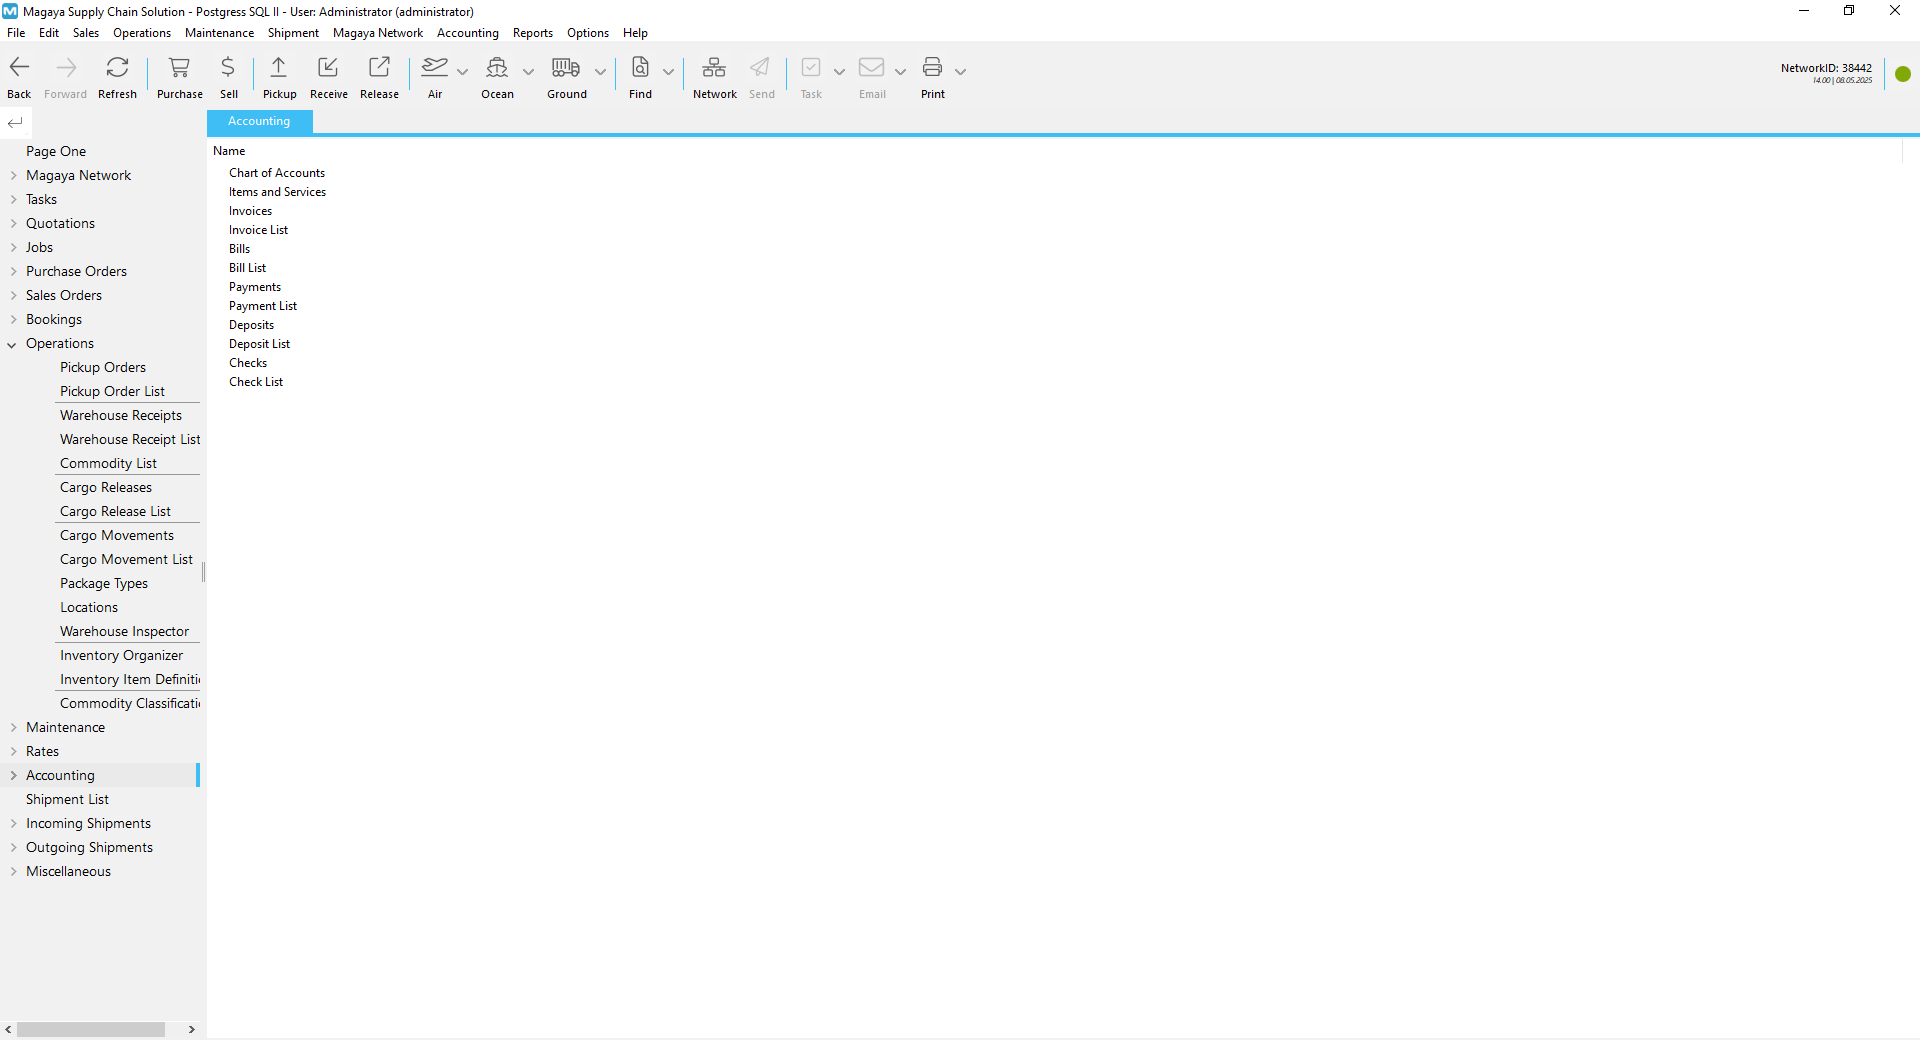 Magaya Supply Chain Solution - Postgress SQL II - User: Administrator (administrator)
File Edit Sales Operations Maintenance Shipment Magaya Network Accounting Reports Options Help
Back Forward Refresh Purchase Sell Pickup Receive Release Air Ocean Ground Find Network Send Task Email Print
NetworkID: 38442
14.00 | 08.05.2025
Page One
Magaya Network
Tasks
Quotations
Jobs
Purchase Orders
Sales Orders
Bookings
Operations
Pickup Orders
Pickup Order List
Warehouse Receipts
Warehouse Receipt List
Commodity List
Cargo Releases
Cargo Release List
Cargo Movements
Cargo Movement List
Package Types
Locations
Warehouse Inspector
Inventory Organizer
Inventory Item Definiti
Commodity Classificati
Maintenance
Rates
Accounting
Shipment List
Incoming Shipments
Outgoing Shipments
Miscellaneous
Accounting
Name
Chart of Accounts
Items and Services
Invoices
Invoice List
Bills
Bill List
Payments
Payment List
Deposits
Deposit List
Checks
Check List